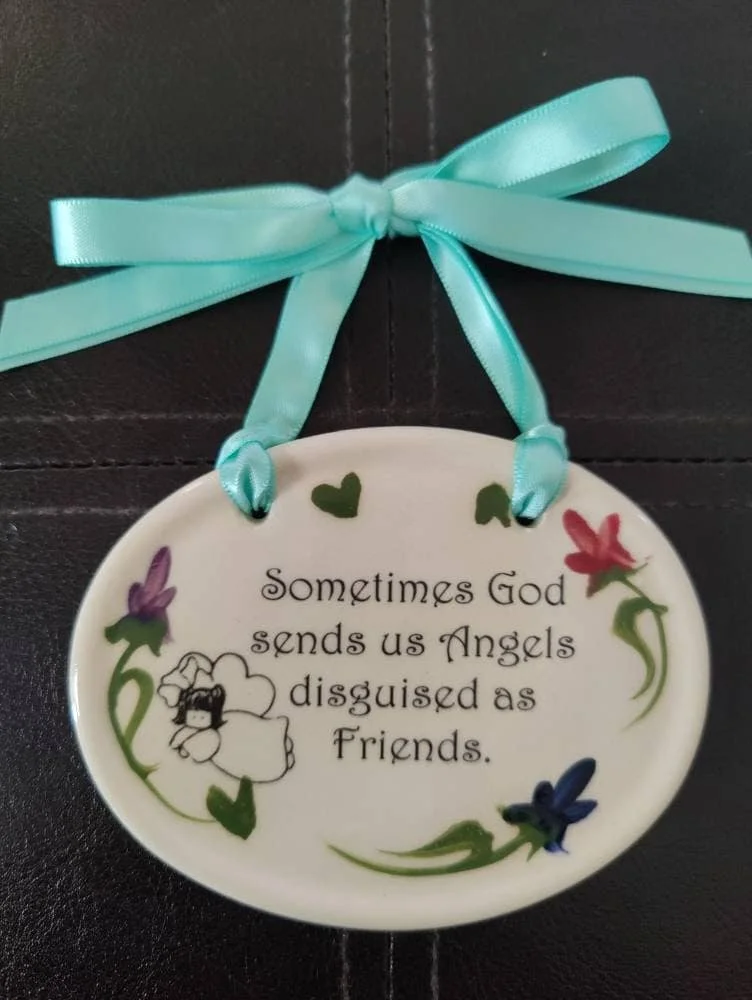 Sometimes God
sends us Angels
disguised as
Friends.